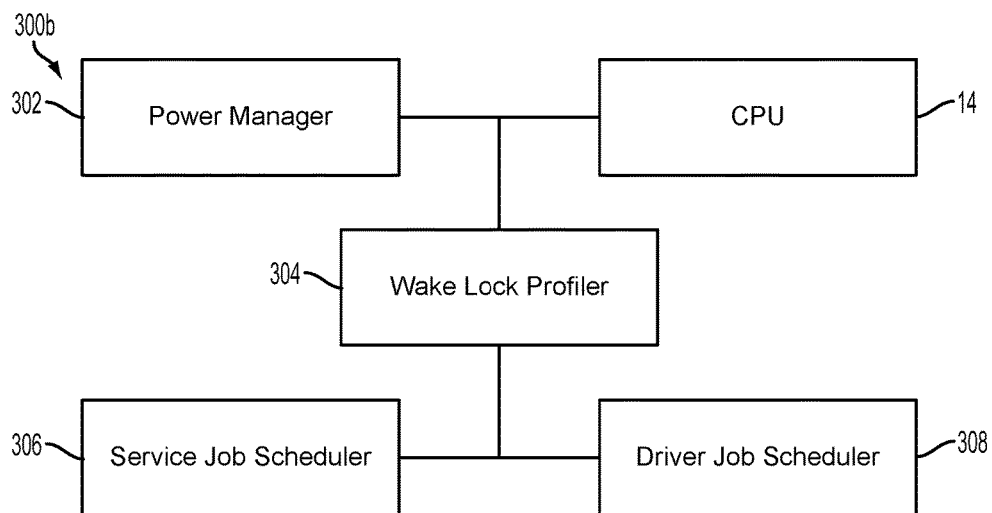 300b
302
Power Manager
CPU
14
304
Wake Lock Profiler
306
Service Job Scheduler
Driver Job Scheduler
308